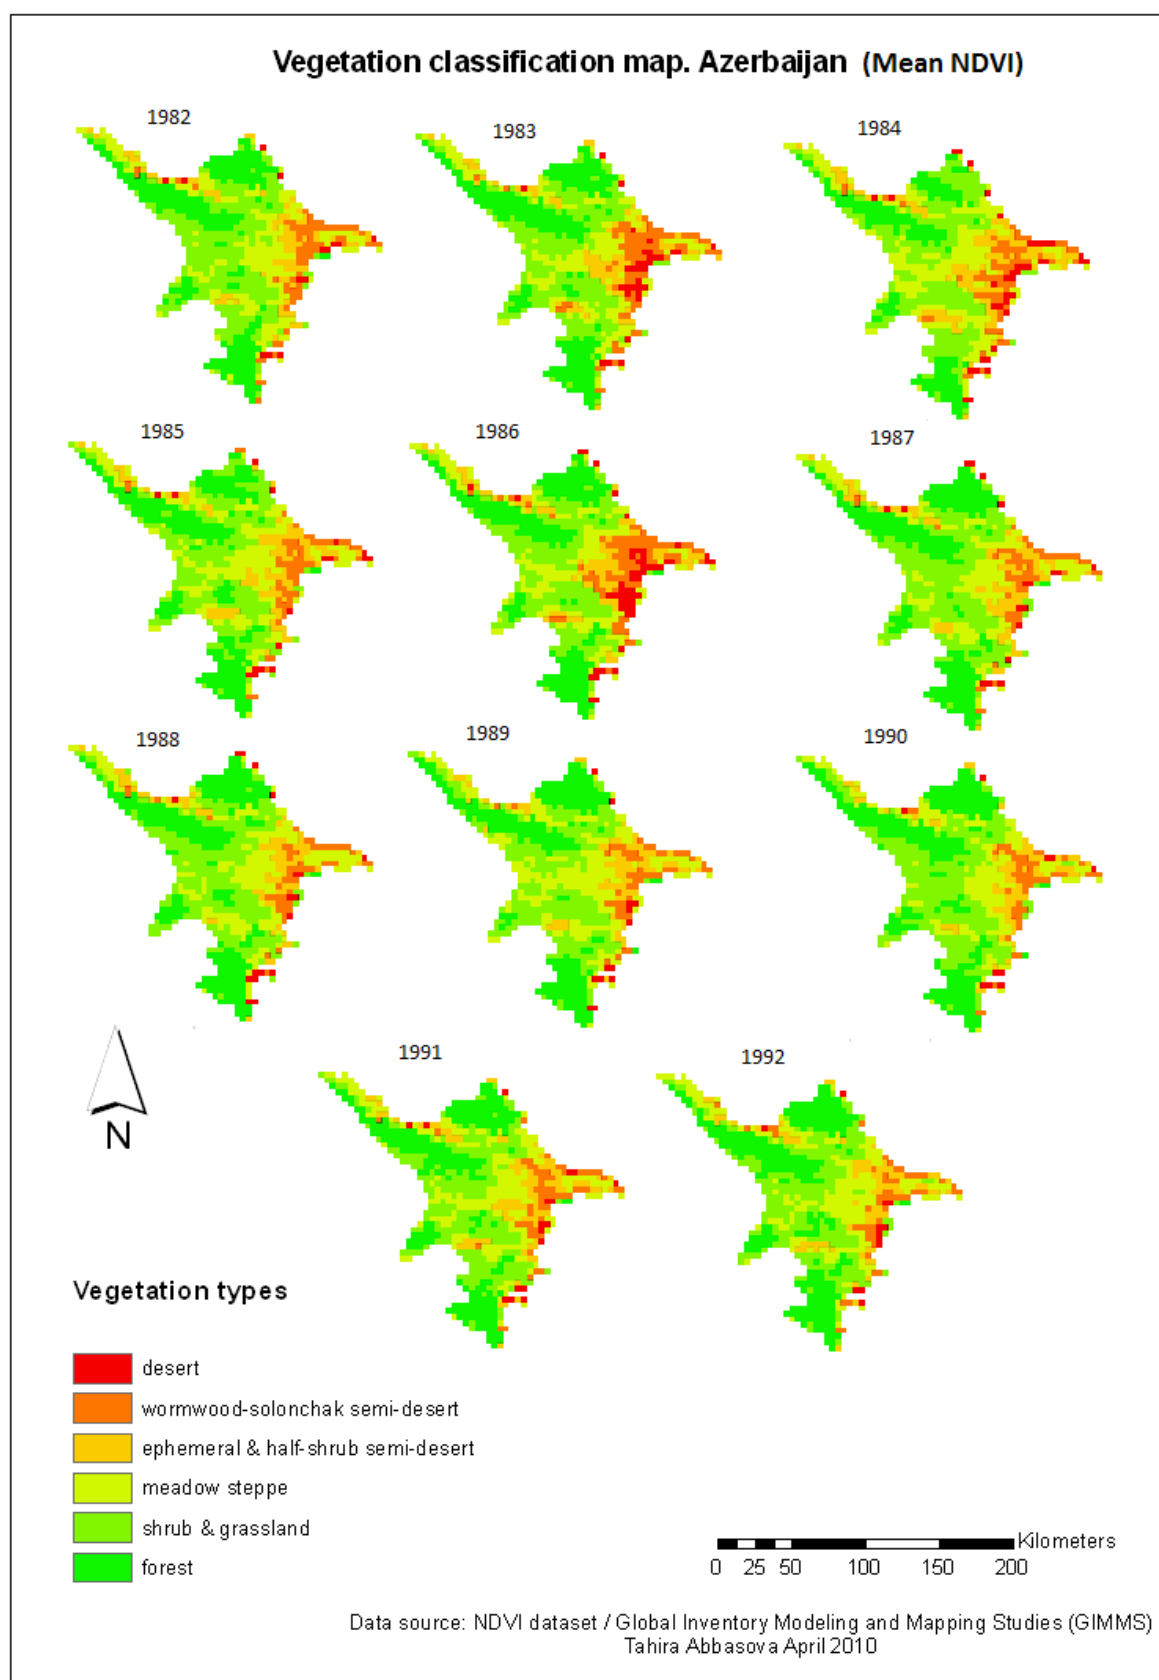 Vegetation classification map. Azerbaijan (Mean NDVI)
1982
1983
1984
1985
1986
1987
1988
1989
1990
1991
1992
N
Vegetation types
desert
wormwood-solonchak semi-desert
ephemeral & half-shrub semi-desert
meadow steppe
shrub & grassland
forest
Kilometers
0 25 50 100 150 200
Data source: NDVI dataset / Global Inventory Modeling and Mapping Studies (GIMMS)
Tahira Abbasova April 2010